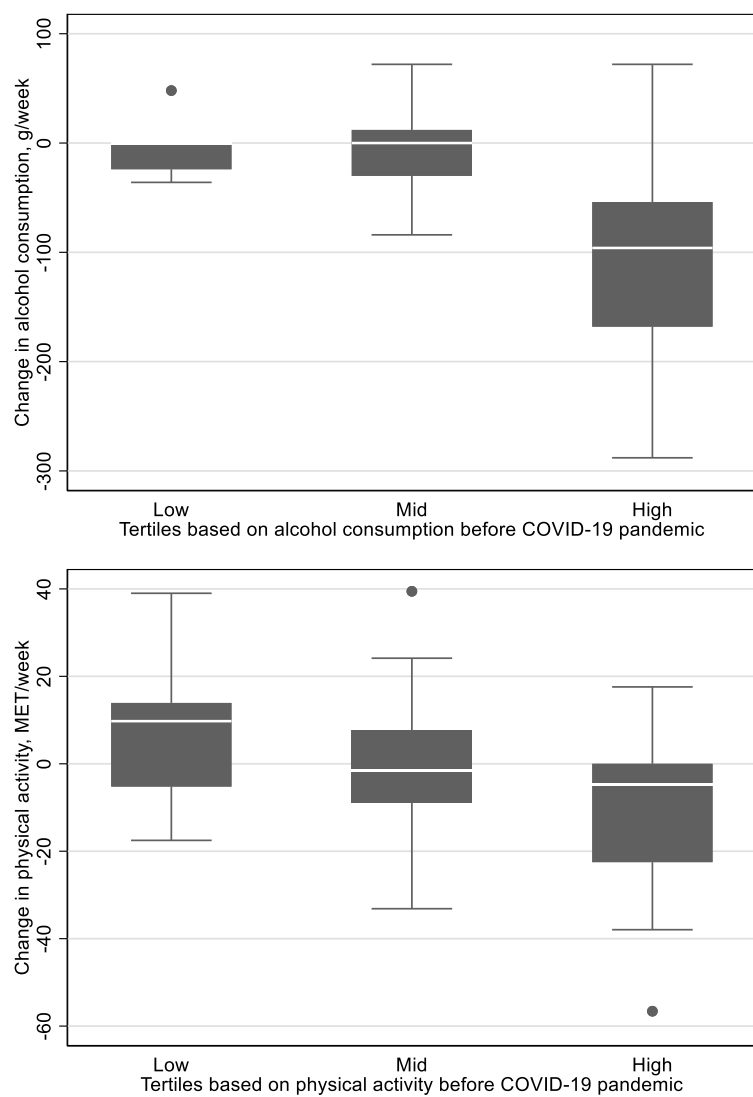 Change in alcohol consumption, g/week
100
0
-100
-200
-300
Low Mid High
Tertiles based on alcohol consumption before COVID-19 pandemic
Change in physical activity, MET/week
40
20
0
-20
-40
-60
Low Mid High
Tertiles based on physical activity before COVID-19 pandemic